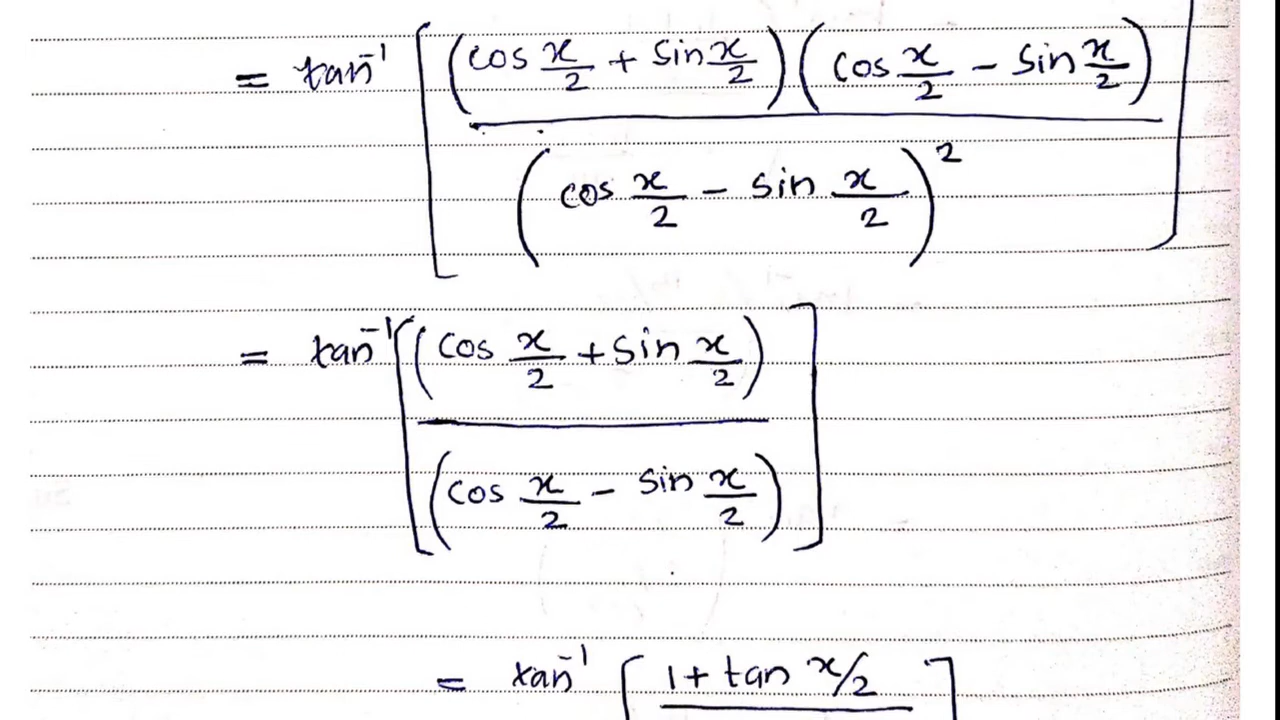 = tan⁻¹ [ (cos x/2 + sin x/2) (cos x/2 − sin x/2) / (cos x/2 − sin x/2)² ]
= tan⁻¹ [ (cos x/2 + sin x/2) / (cos x/2 − sin x/2) ]
= tan⁻¹ [ 1 + tan x/2